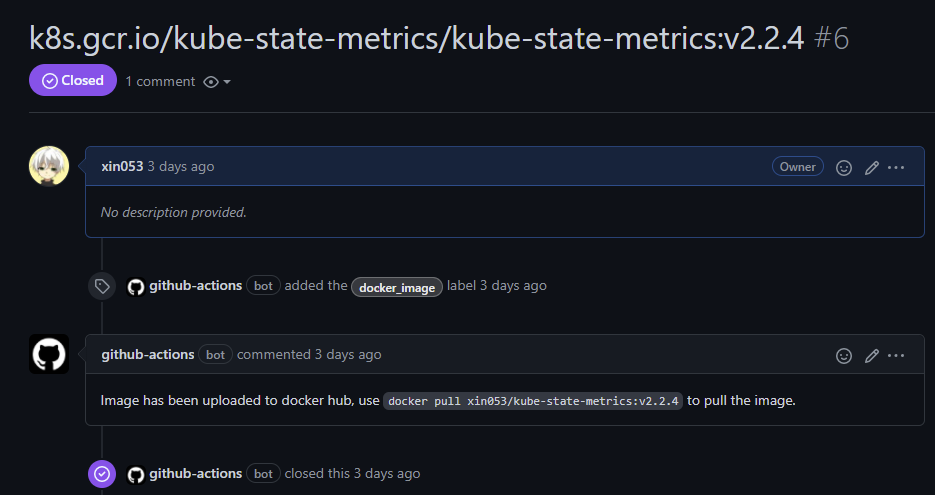 k8s.gcr.io/kube-state-metrics/kube-state-metrics:v2.2.4 #6
Closed 1 comment
xin053 3 days ago Owner
No description provided.
github-actions bot added the docker_image label 3 days ago
github-actions bot commented 3 days ago
Image has been uploaded to docker hub, use docker pull xin053/kube-state-metrics:v2.2.4 to pull the image.
github-actions bot closed this 3 days ago